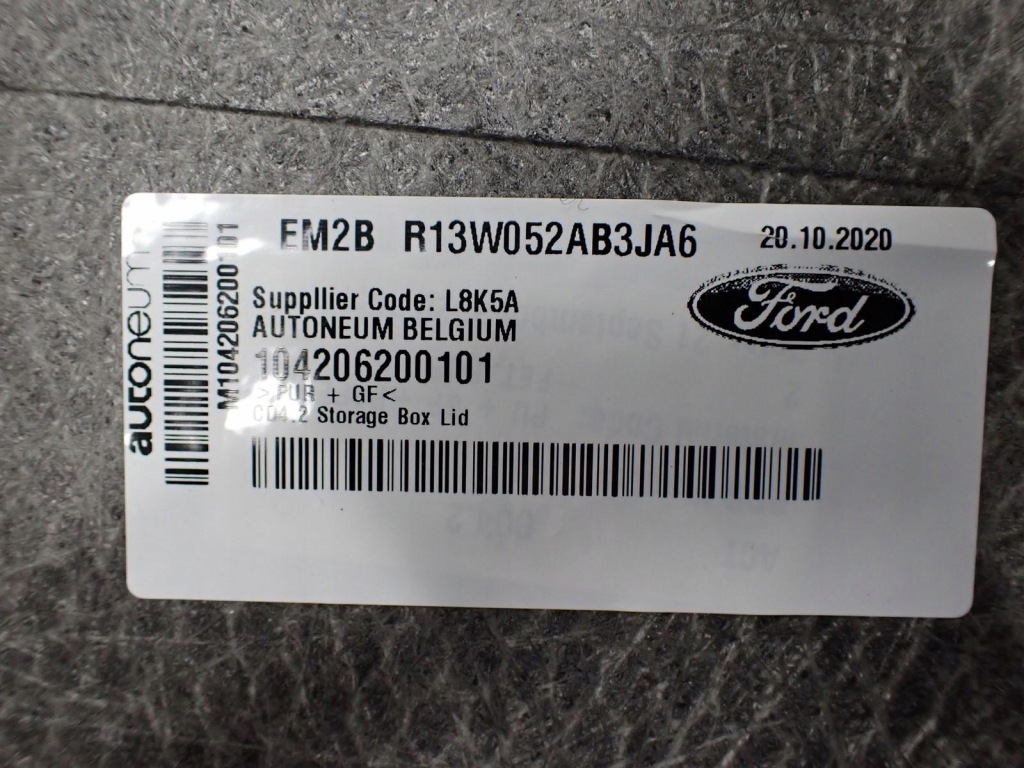 EM2B R13W052AB3JA6 20.10.2020
Ford
Suppllier Code: L8K5A
AUTONEUM BELGIUM
104206200101
>PUR + GF<
CD4.2 Storage Box Lid
autoneum
M104206200101